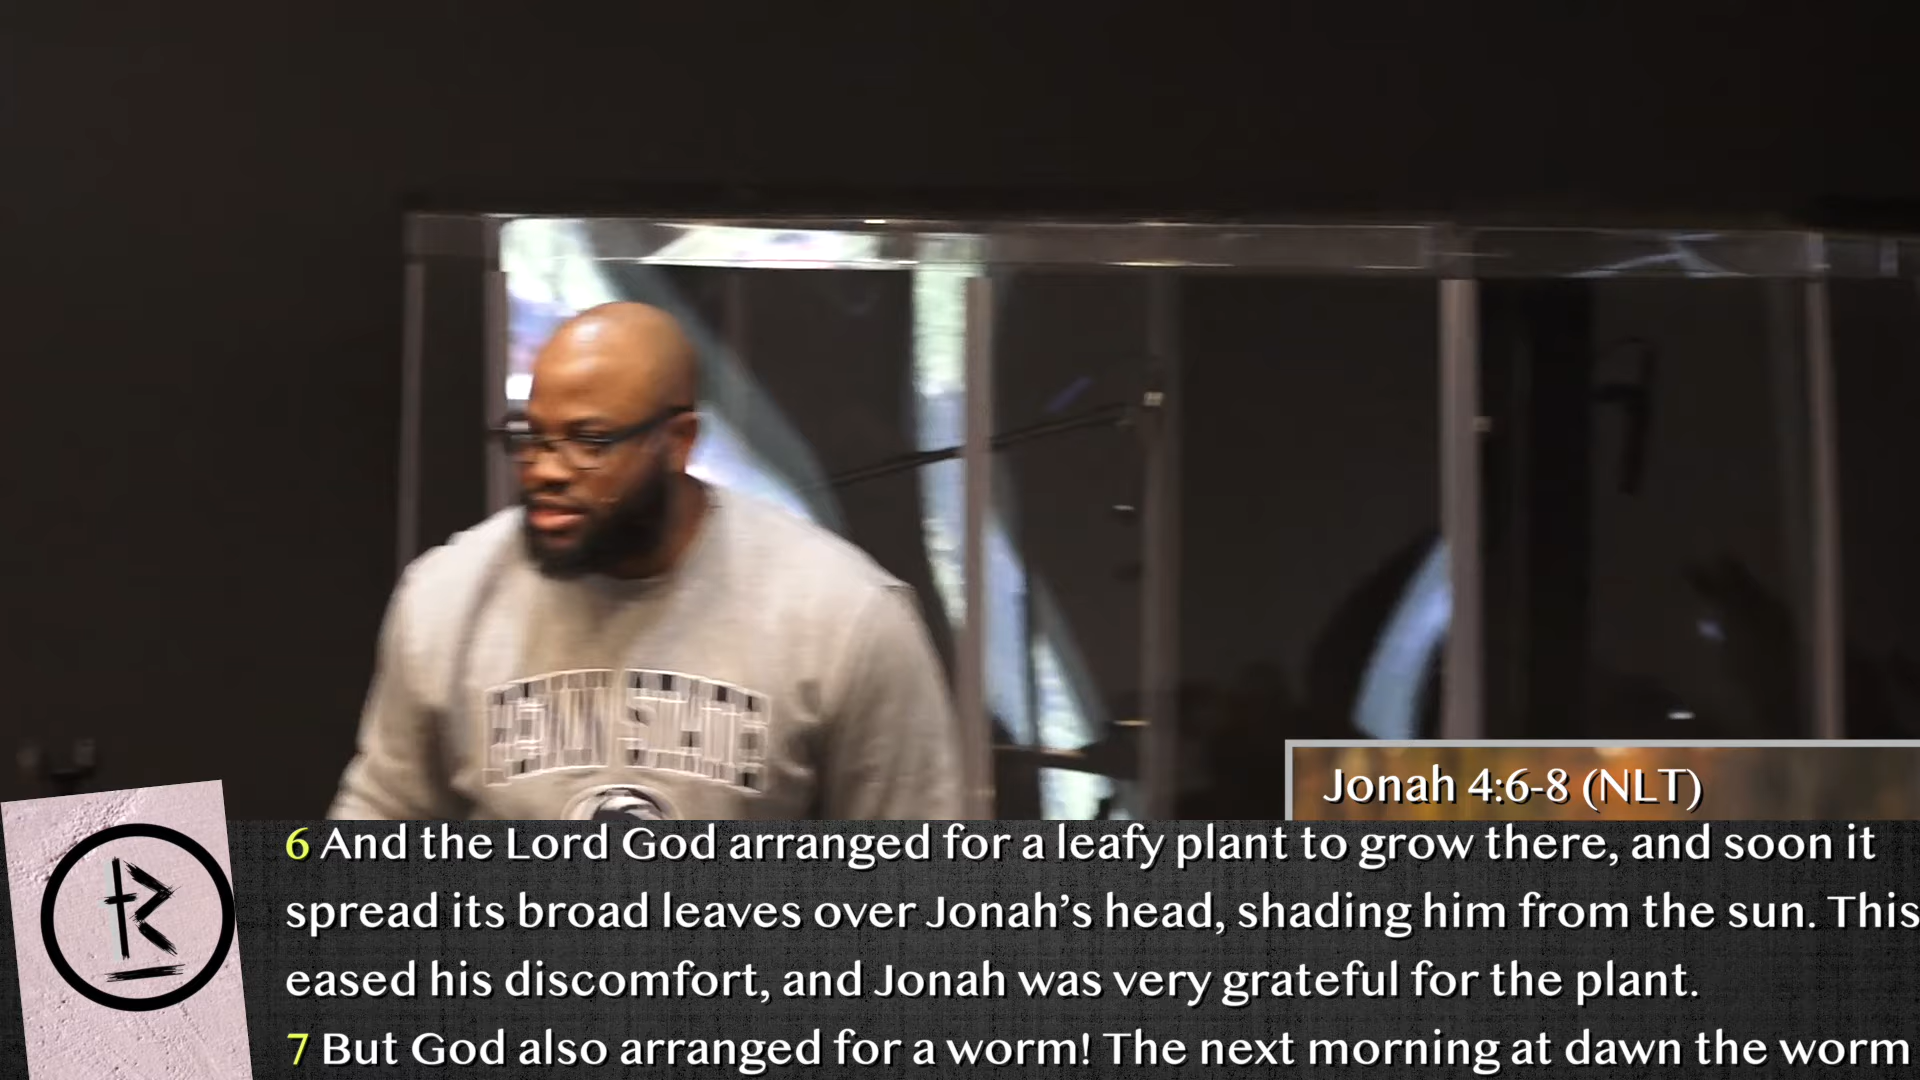 PENN STATE
Jonah 4:6-8 (NLT)
6 And the Lord God arranged for a leafy plant to grow there, and soon it
spread its broad leaves over Jonah’s head, shading him from the sun. This
eased his discomfort, and Jonah was very grateful for the plant.
7 But God also arranged for a worm! The next morning at dawn the worm